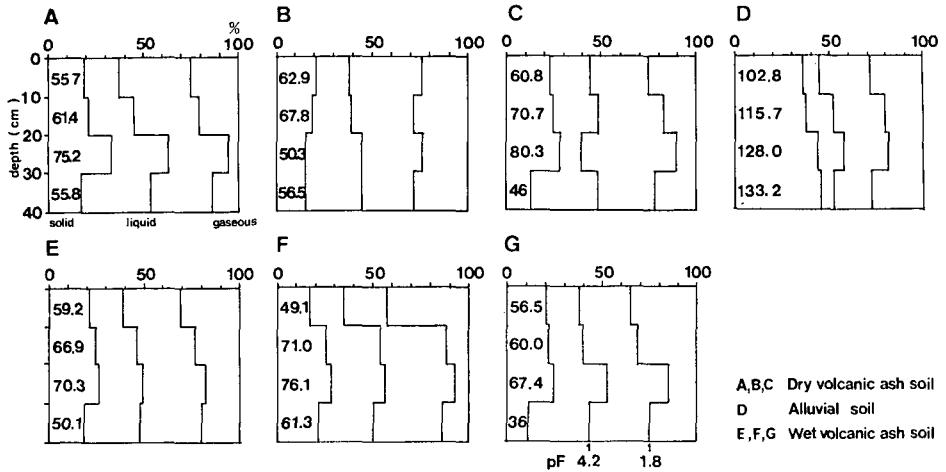 A
%
0 50 100
0
10
20
30
40
depth (cm)
557
614
75.2
55.8
solid liquid gaseous
B
0 50 100
62.9
67.8
50.3
56.5
C
0 50 100
60.8
70.7
80.3
46
D
0 50 100
102.8
115.7
128.0
133.2
E
0 50 100
59.2
66.9
70.3
50.1
F
0 50 100
49.1
71.0
76.1
61.3
G
0 50 100
56.5
60.0
67.4
36
pF 4.2 1.8
A,B,C Dry volcanic ash soil
D Alluvial soil
E,F,G Wet volcanic ash soil